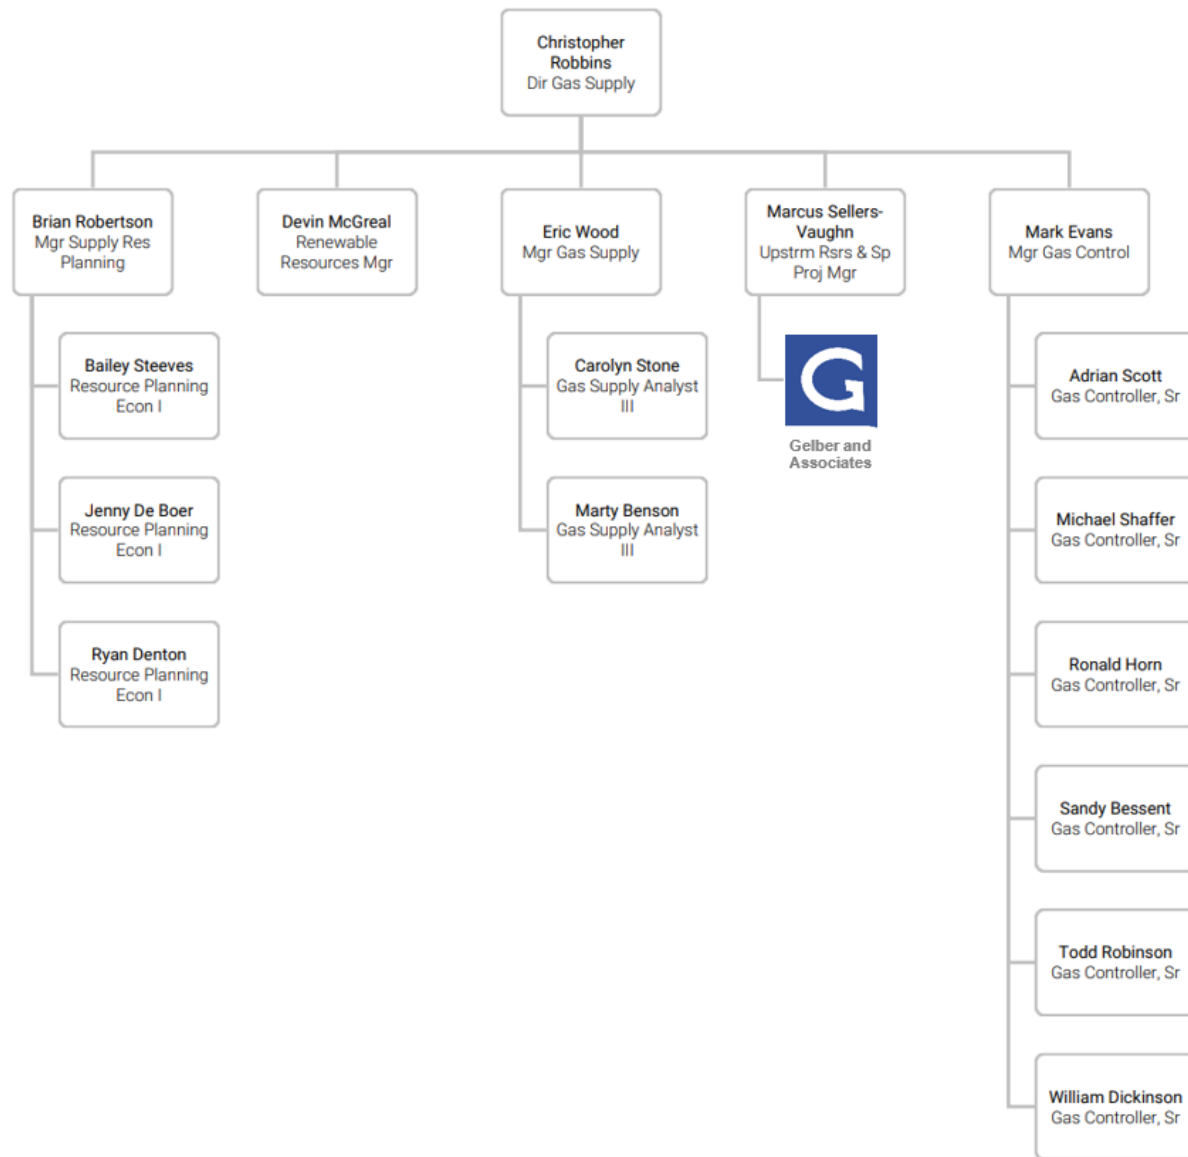 Christopher
Robbins
Dir Gas Supply
Brian Robertson
Mgr Supply Res
Planning
Devin McGreal
Renewable
Resources Mgr
Eric Wood
Mgr Gas Supply
Marcus Sellers-
Vaughn
Upstrm Rsrs & Sp
Proj Mgr
Mark Evans
Mgr Gas Control
Bailey Steeves
Resource Planning
Econ I
Jenny De Boer
Resource Planning
Econ I
Ryan Denton
Resource Planning
Econ I
Carolyn Stone
Gas Supply Analyst
III
Marty Benson
Gas Supply Analyst
III
G
Gelber and
Associates
Adrian Scott
Gas Controller, Sr
Michael Shaffer
Gas Controller, Sr
Ronald Horn
Gas Controller, Sr
Sandy Bessent
Gas Controller, Sr
Todd Robinson
Gas Controller, Sr
William Dickinson
Gas Controller, Sr